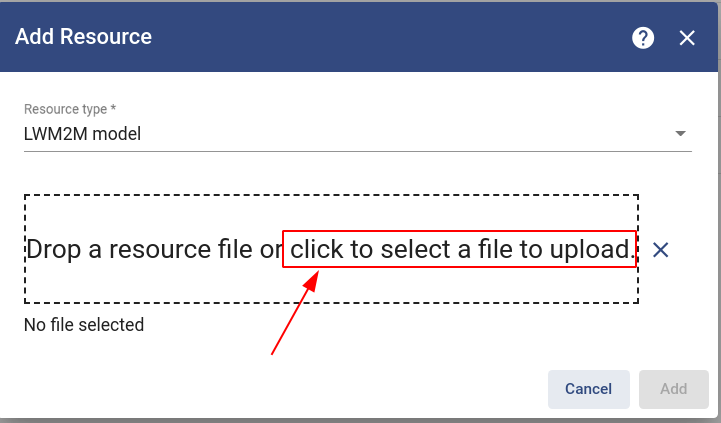 Add Resource
Resource type *
LWM2M model
Drop a resource file or click to select a file to upload.
No file selected
Cancel
Add